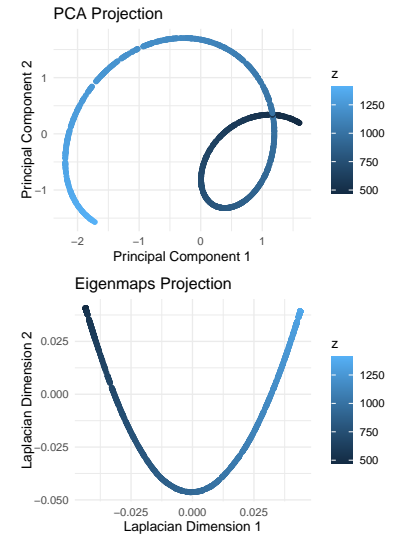 PCA Projection
Principal Component 2
1
0
−1
−2
−1
0
1
Principal Component 1
z
1250
1000
750
500
Eigenmaps Projection
Laplacian Dimension 2
0.025
0.000
−0.025
−0.050
−0.025
0.000
0.025
Laplacian Dimension 1
z
1250
1000
750
500